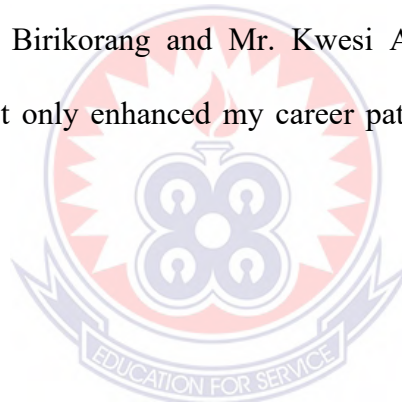 Birikorang and Mr. Kwesi A
t only enhanced my career pat
EDUCATION FOR SERVICE